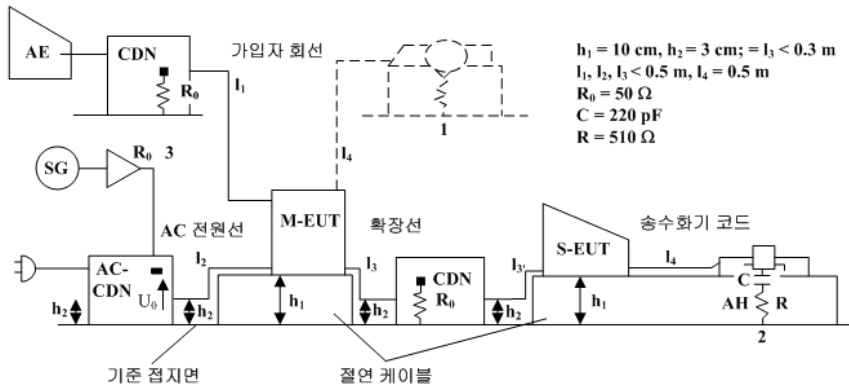 AE
CDN
R₀
가입자 회선
l₁
l₄
1
h₁ = 10 cm, h₂ = 3 cm; = l₃ < 0.3 m
l₁, l₂, l₃ < 0.5 m, l₄ = 0.5 m
R₀ = 50 Ω
C = 220 pF
R = 510 Ω
SG
R₀ 3
AC 전원선
M-EUT
확장선
S-EUT
송수화기 코드
AC-
CDN
U₀
h₂
l₂
h₂
h₁
l₃
h₂
CDN
R₀
l₃'
h₂
h₁
l₄
C
AH
R
2
기준 접지면
절연 케이블